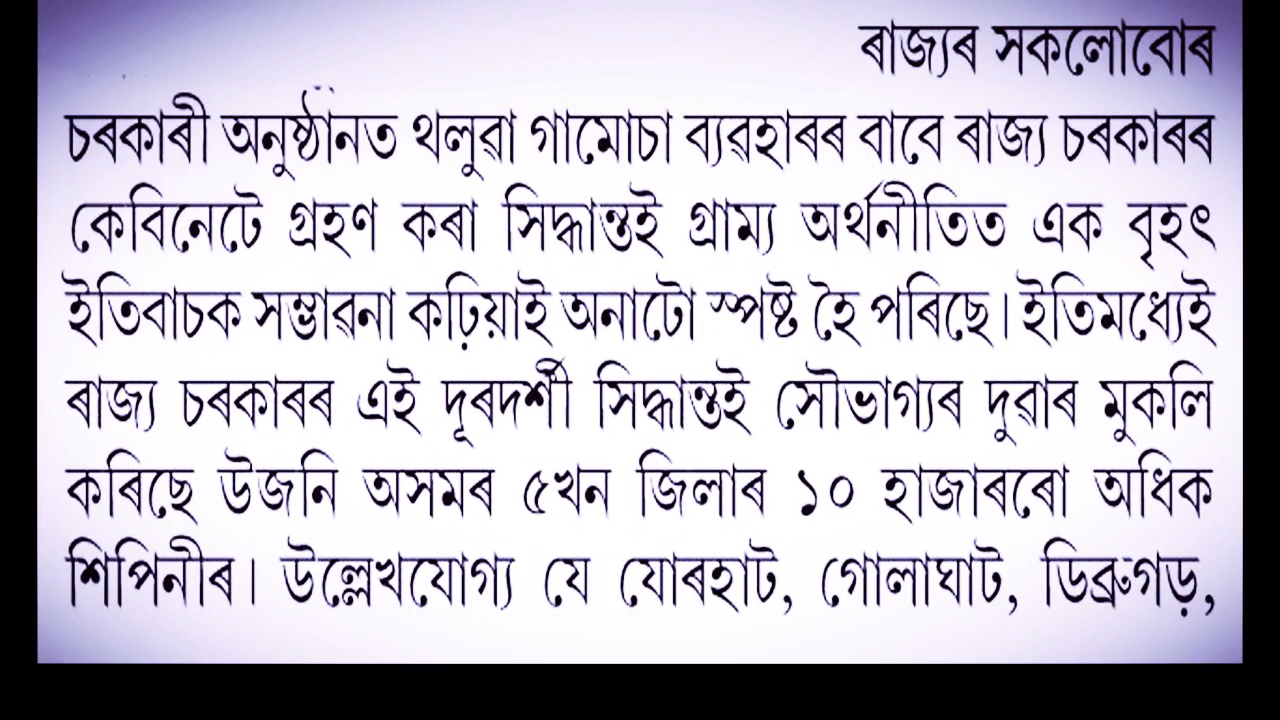 ৰাজ্যৰ সকলোবোৰ
চৰকাৰী অনুষ্ঠানত থলুৱা গামোচা ব্যৱহাৰৰ বাবে ৰাজ্য চৰকাৰৰ
কেবিনেটে গ্ৰহণ কৰা সিদ্ধান্তই গ্ৰাম্য অৰ্থনীতিত এক বৃহৎ
ইতিবাচক সম্ভাৱনা কঢ়িয়াই অনাটো স্পষ্ট হৈ পৰিছে। ইতিমধ্যেই
ৰাজ্য চৰকাৰৰ এই দূৰদৰ্শী সিদ্ধান্তই সৌভাগ্যৰ দুৱাৰ মুকলি
কৰিছে উজনি অসমৰ ৫খন জিলাৰ ১০ হাজাৰৰো অধিক
শিপিনীৰ। উল্লেখযোগ্য যে যোৰহাট, গোলাঘাট, ডিব্ৰুগড়,